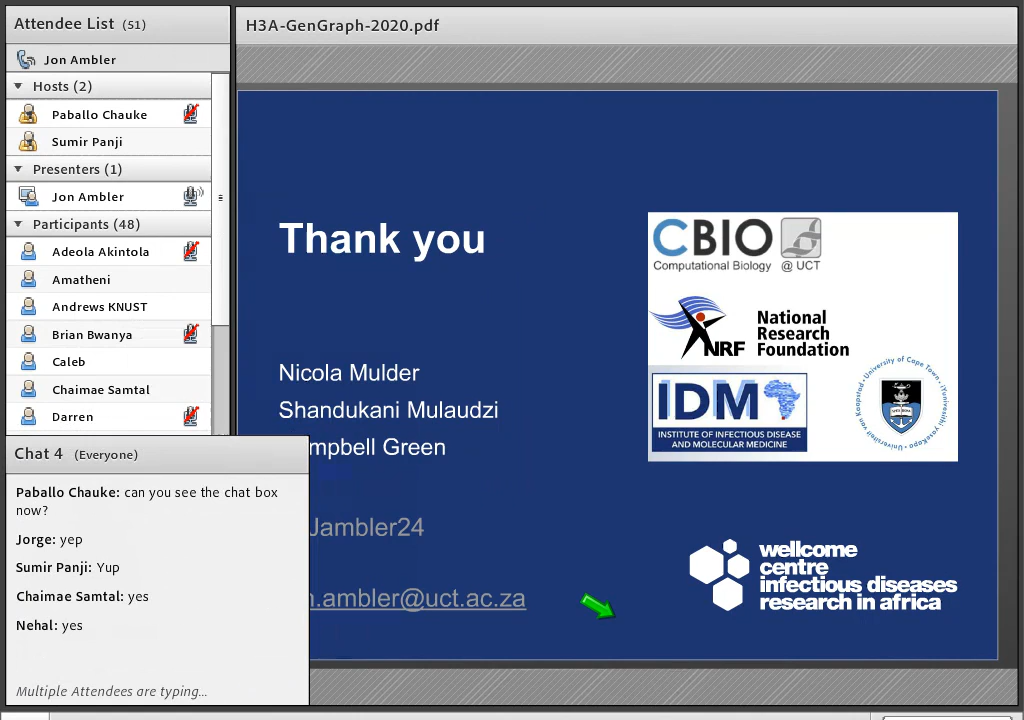 Attendee List (51)
Jon Ambler
Hosts (2)
Paballo Chauke
Sumir Panji
Presenters (1)
Jon Ambler
Participants (48)
Adeola Akintola
Amatheni
Andrews KNUST
Brian Bwanya
Caleb
Chaimae Samtal
Darren
Chat 4 (Everyone)
Paballo Chauke: can you see the chat box
now?
Jorge: yep
Sumir Panji: Yup
Chaimae Samtal: yes
Nehal: yes
Multiple Attendees are typing...
H3A-GenGraph-2020.pdf
Thank you
Nicola Mulder
Shandukani Mulaudzi
mpbell Green
Jambler24
n.ambler@uct.ac.za
CBIO
Computational Biology @ UCT
NRF
National
Research
Foundation
IDM
INSTITUTE OF INFECTIOUS DISEASE
AND MOLECULAR MEDICINE
University of Cape Town
wellcome
centre
infectious diseases
research in africa